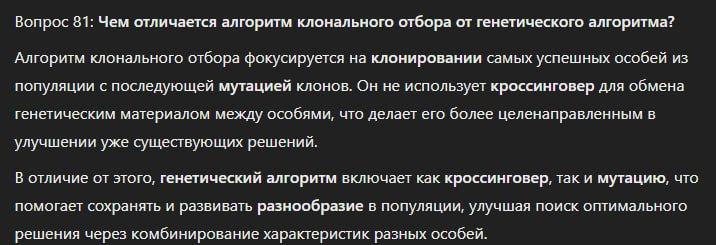 Вопрос 81: Чем отличается алгоритм клонального отбора от генетического алгоритма?
Алгоритм клонального отбора фокусируется на клонировании самых успешных особей из
популяции с последующей мутацией клонов. Он не использует кроссинговер для обмена
генетическим материалом между особями, что делает его более целенаправленным в
улучшении уже существующих решений.
В отличие от этого, генетический алгоритм включает как кроссинговер, так и мутацию, что
помогает сохранять и развивать разнообразие в популяции, улучшая поиск оптимального
решения через комбинирование характеристик разных особей.